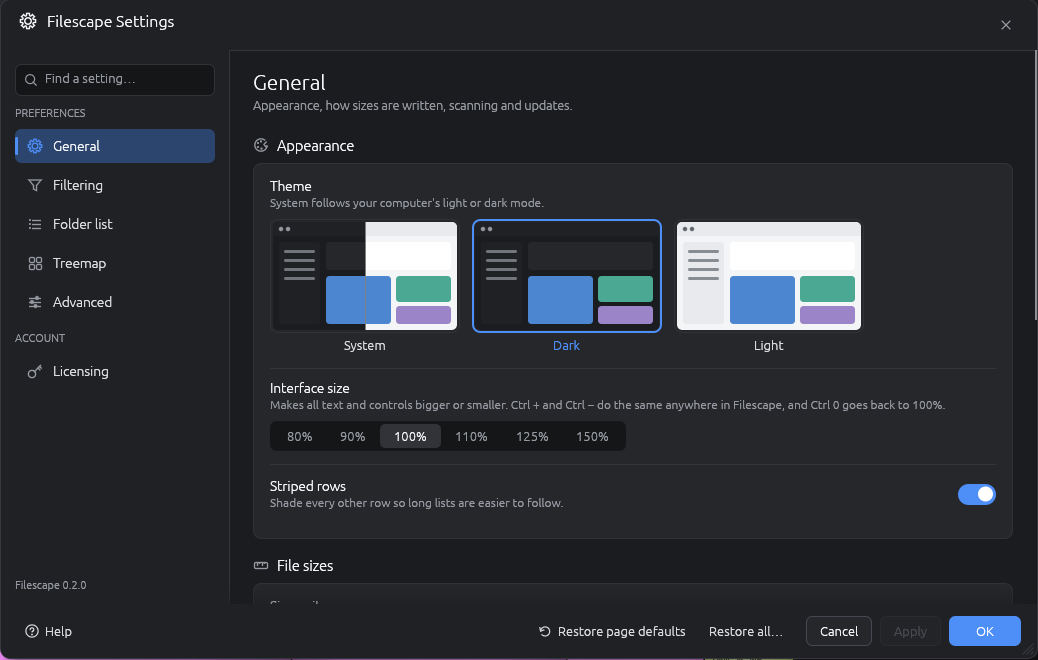 Filescape Settings
Find a setting…
PREFERENCES
General
Filtering
Folder list
Treemap
Advanced
ACCOUNT
Licensing
Filescape 0.2.0
General
Appearance, how sizes are written, scanning and updates.
Appearance
Theme
System follows your computer's light or dark mode.
System
Dark
Light
Interface size
Makes all text and controls bigger or smaller. Ctrl + and Ctrl – do the same anywhere in Filescape, and Ctrl 0 goes back to 100%.
80% 90% 100% 110% 125% 150%
Striped rows
Shade every other row so long lists are easier to follow.
File sizes
Help
Restore page defaults
Restore all…
Cancel
Apply
OK